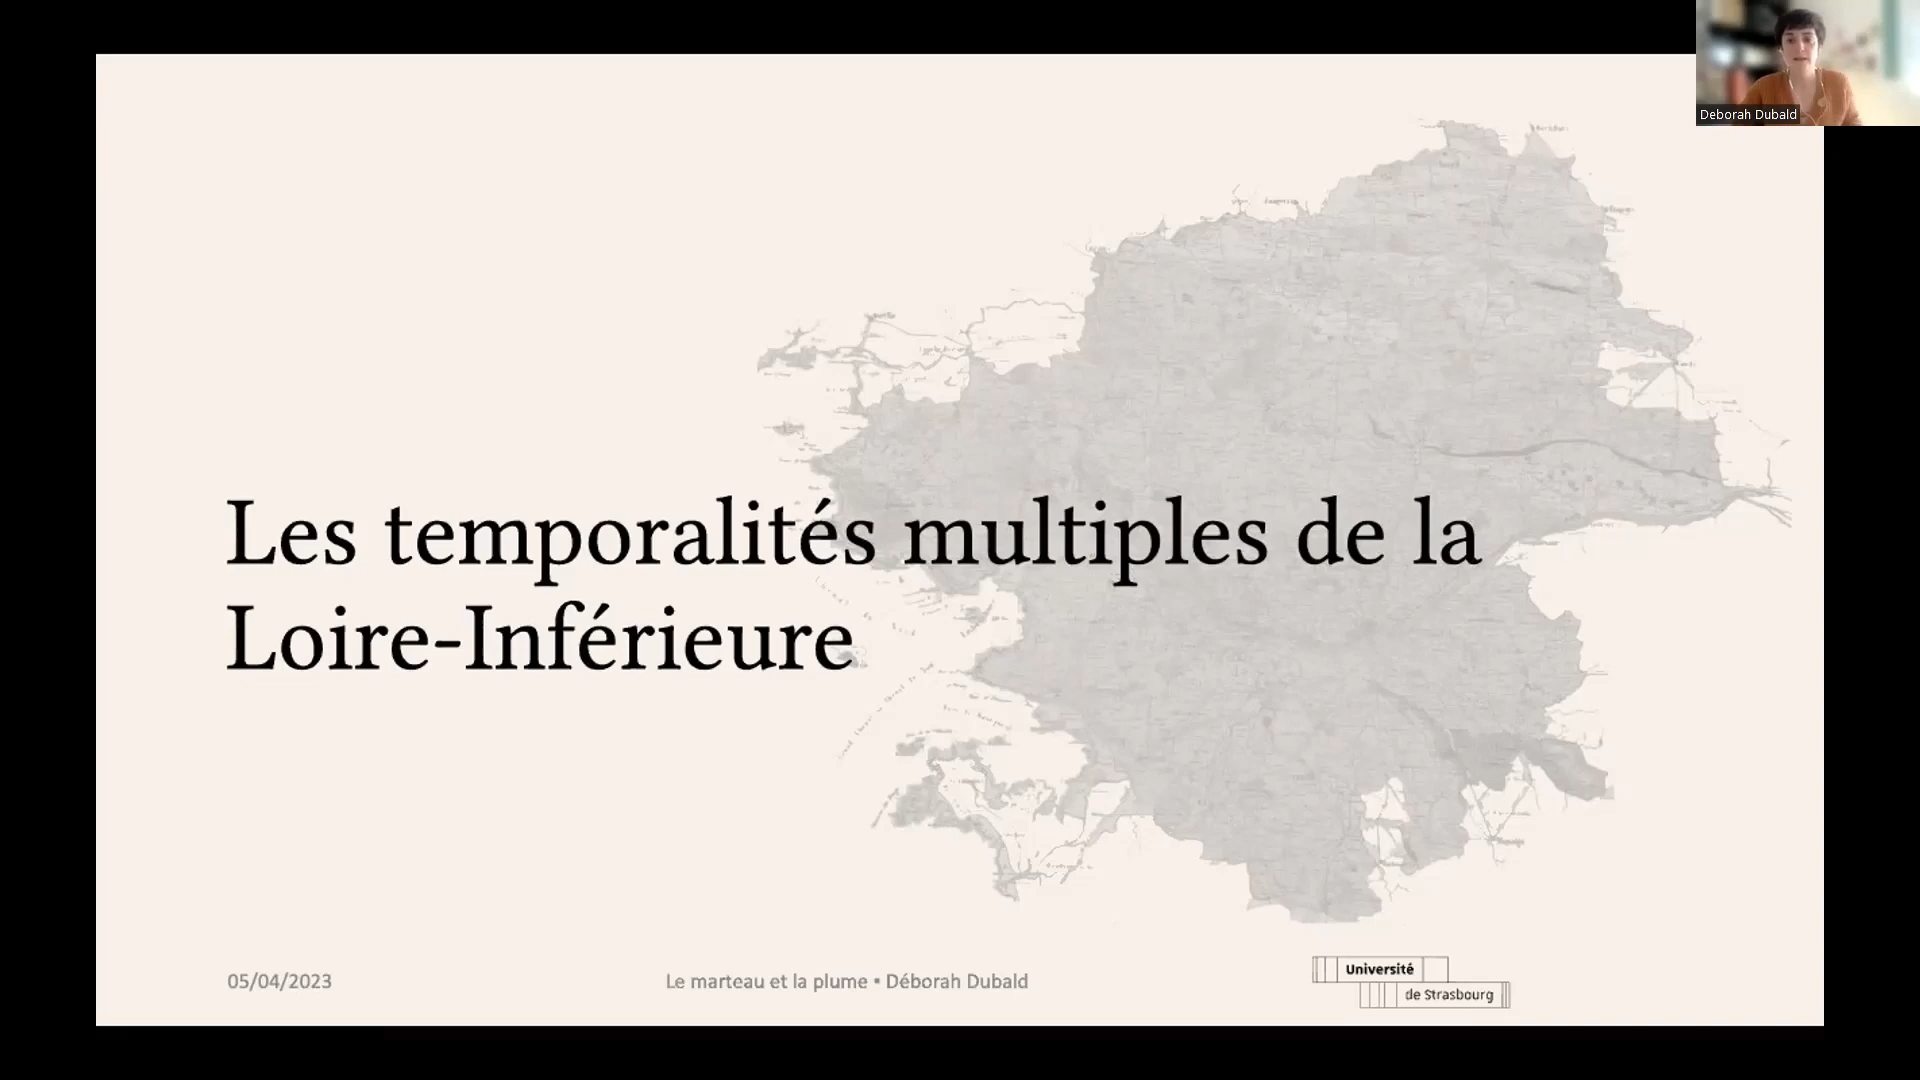 Deborah Dubald
Les temporalités multiples de la
Loire-Inférieure
05/04/2023
Le marteau et la plume ▪ Déborah Dubald
Université
de Strasbourg